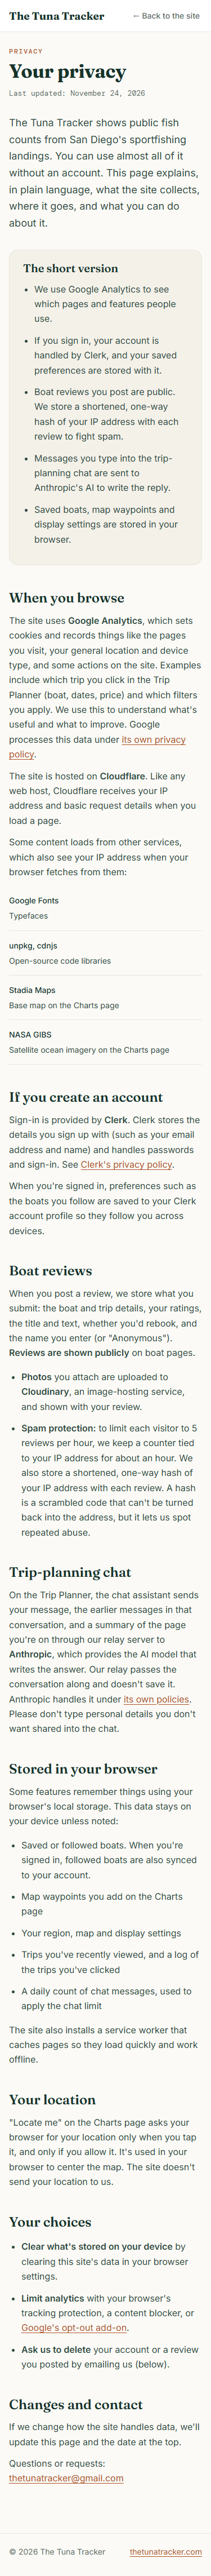 The Tuna Tracker
← Back to the site
PRIVACY
Your privacy
Last updated: November 24, 2026
The Tuna Tracker shows public fish
counts from San Diego's sportfishing
landings. You can use almost all of it
without an account. This page explains,
in plain language, what the site collects,
where it goes, and what you can do
about it.
The short version
• We use Google Analytics to see
which pages and features people
use.
• If you sign in, your account is
handled by Clerk, and your saved
preferences are stored with it.
• Boat reviews you post are public.
We store a shortened, one-way
hash of your IP address with each
review to fight spam.
• Messages you type into the trip-
planning chat are sent to
Anthropic's AI to write the reply.
• Saved boats, map waypoints and
display settings are stored in your
browser.
When you browse
The site uses Google Analytics, which sets
cookies and records things like the pages
you visit, your general location and device
type, and some actions on the site. Examples
include which trip you click in the Trip
Planner (boat, dates, price) and which filters
you apply. We use this to understand what's
useful and what to improve. Google
processes this data under its own privacy
policy.
The site is hosted on Cloudflare. Like any
web host, Cloudflare receives your IP
address and basic request details when you
load a page.
Some content loads from other services,
which also see your IP address when your
browser fetches from them:
Google Fonts
Typefaces
unpkg, cdnjs
Open-source code libraries
Stadia Maps
Base map on the Charts page
NASA GIBS
Satellite ocean imagery on the Charts page
If you create an account
Sign-in is provided by Clerk. Clerk stores the
details you sign up with (such as your email
address and name) and handles passwords
and sign-in. See Clerk's privacy policy.
When you're signed in, preferences such as
the boats you follow are saved to your Clerk
account profile so they follow you across
devices.
Boat reviews
When you post a review, we store what you
submit: the boat and trip details, your ratings,
the title and text, whether you'd rebook, and
the name you enter (or "Anonymous").
Reviews are shown publicly on boat pages.
• Photos you attach are uploaded to
Cloudinary, an image-hosting service,
and shown with your review.
• Spam protection: to limit each visitor to 5
reviews per hour, we keep a counter tied
to your IP address for about an hour. We
also store a shortened, one-way hash of
your IP address with each review. A hash
is a scrambled code that can't be turned
back into the address, but it lets us spot
repeated abuse.
Trip-planning chat
On the Trip Planner, the chat assistant sends
your message, the earlier messages in that
conversation, and a summary of the page
you're on through our relay server to
Anthropic, which provides the AI model that
writes the answer. Our relay passes the
conversation along and doesn't save it.
Anthropic handles it under its own policies.
Please don't type personal details you don't
want shared into the chat.
Stored in your browser
Some features remember things using your
browser's local storage. This data stays on
your device unless noted:
• Saved or followed boats. When you're
signed in, followed boats are also synced
to your account.
• Map waypoints you add on the Charts
page
• Your region, map and display settings
• Trips you've recently viewed, and a log of
the trips you've clicked
• A daily count of chat messages, used to
apply the chat limit
The site also installs a service worker that
caches pages so they load quickly and work
offline.
Your location
"Locate me" on the Charts page asks your
browser for your location only when you tap
it, and only if you allow it. It's used in your
browser to center the map. The site doesn't
send your location to us.
Your choices
• Clear what's stored on your device by
clearing this site's data in your browser
settings.
• Limit analytics with your browser's
tracking protection, a content blocker, or
Google's opt-out add-on.
• Ask us to delete your account or a review
you posted by emailing us (below).
Changes and contact
If we change how the site handles data, we'll
update this page and the date at the top.
Questions or requests:
thetunatracker@gmail.com
© 2026 The Tuna Tracker
thetunatracker.com